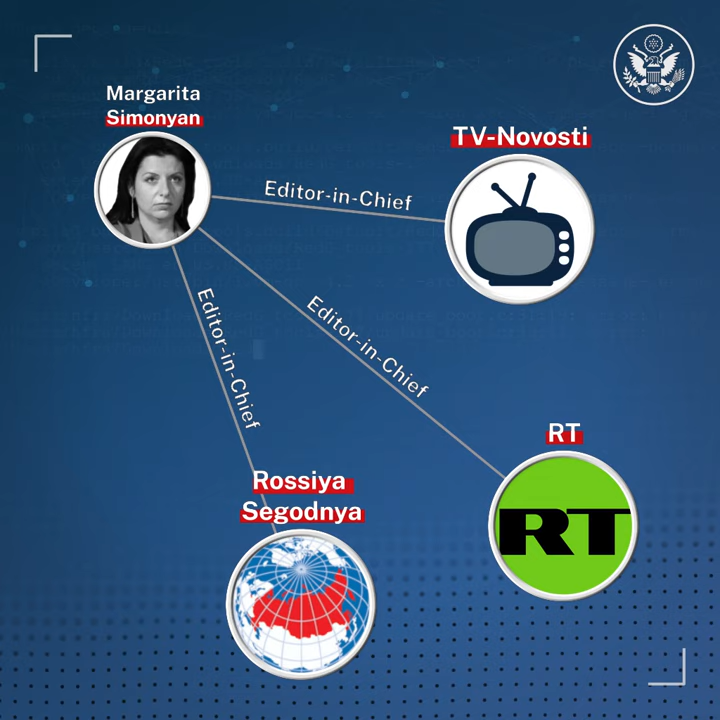 Margarita
Simonyan
TV-Novosti
Editor-in-Chief
Editor-in-Chief
Editor-in-Chief
RT
RT
Rossiya
Segodnya